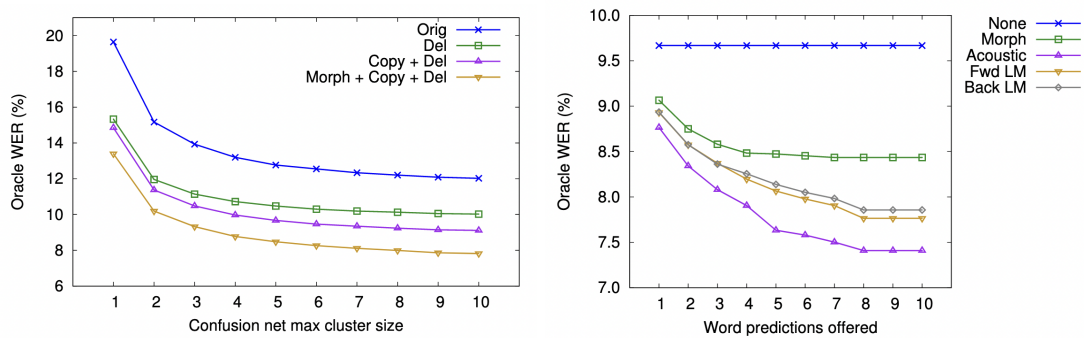 Oracle WER (%)
20
18
16
14
12
10
8
6
1 2 3 4 5 6 7 8 9 10
Confusion net max cluster size
Orig
Del
Copy + Del
Morph + Copy + Del
Oracle WER (%)
10.0
9.5
9.0
8.5
8.0
7.5
7.0
1 2 3 4 5 6 7 8 9 10
Word predictions offered
None
Morph
Acoustic
Fwd LM
Back LM